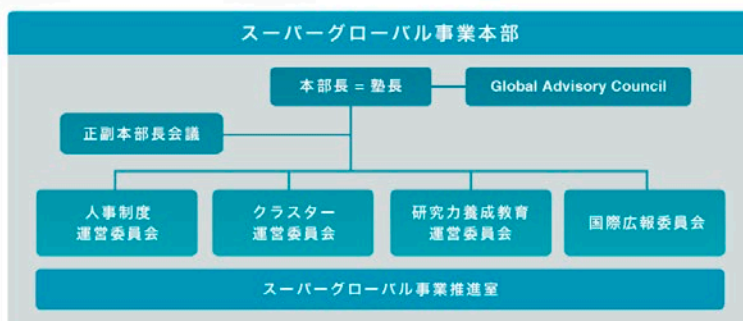 スーパーグローバル事業本部
本部長 = 塾長
Global Advisory Council
正副本部長会議
人事制度
運営委員会
クラスター
運営委員会
研究力養成教育
運営委員会
国際広報委員会
スーパーグローバル事業推進室